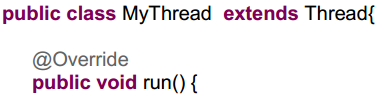 public class MyThread  extends Thread{
@Override
public void run() {